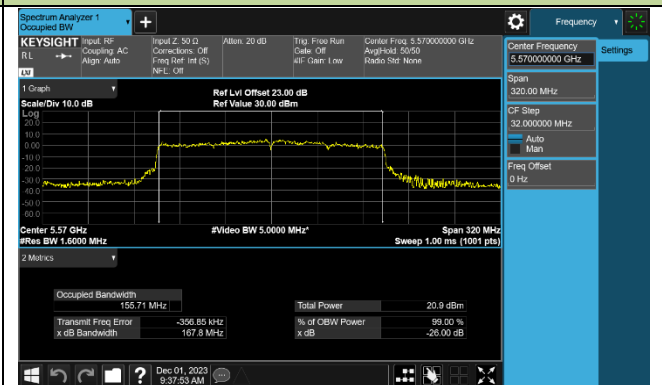 Spectrum Analyzer 1
Occupied BW
+
Frequency
KEYSIGHT
RL
LXI
Input: RF
Coupling: AC
Align: Auto
Input Z: 50 Ω
Corrections: Off
Freq Ref: Int (S)
NFE: Off
Atten: 20 dB
Trig: Free Run
Gate: Off
#IF Gain: Low
Center Freq: 5.570000000 GHz
Avg|Hold: 50/50
Radio Std: None
Center Frequency
5.570000000 GHz
Settings
Span
320.00 MHz
CF Step
32.000000 MHz
Auto
Man
Freq Offset
0 Hz
1 Graph
Scale/Div 10.0 dB
Ref Lvl Offset 23.00 dB
Ref Value 30.00 dBm
Log
20.0
10.0
0.00
-10.0
-20.0
-30.0
-40.0
-50.0
-60.0
Center 5.57 GHz
#Video BW 5.0000 MHz*
Span 320 MHz
#Res BW 1.6000 MHz
Sweep 1.00 ms (1001 pts)
2 Metrics
Occupied Bandwidth
155.71 MHz
Total Power 20.9 dBm
Transmit Freq Error -356.85 kHz
% of OBW Power 99.00 %
x dB Bandwidth 167.8 MHz
x dB -26.00 dB
?
Dec 01, 2023
9:37:53 AM